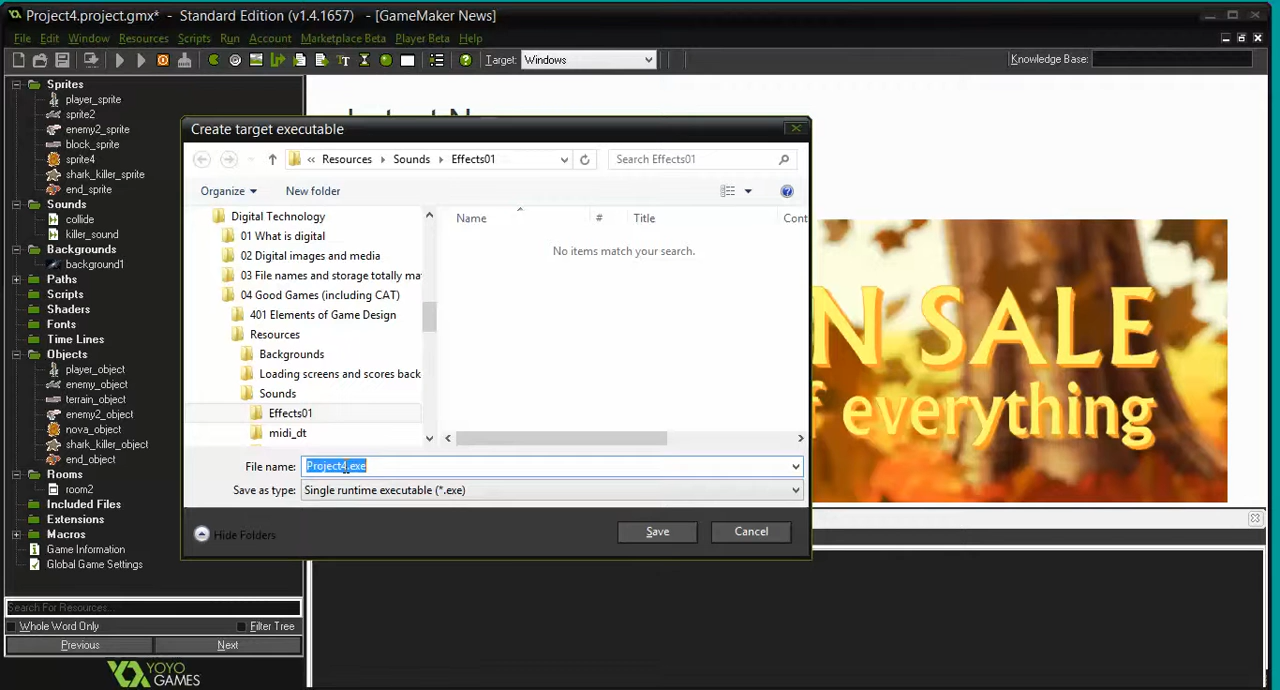 Project4.project.gmx* - Standard Edition (v1.4.1657) - [GameMaker News]
File Edit Window Resources Scripts Run Account Marketplace Beta Player Beta Help
Target: Windows Knowledge Base:
Sprites
player_sprite
sprite2
enemy2_sprite
block_sprite
sprite4
shark_killer_sprite
end_sprite
Sounds
collide
killer_sound
Backgrounds
background1
Paths
Scripts
Shaders
Fonts
Time Lines
Objects
player_object
enemy_object
terrain_object
enemy2_object
nova_object
shark_killer_object
end_object
Rooms
room2
Included Files
Extensions
Macros
Game Information
Global Game Settings
Search For Resources...
Whole Word Only Filter Tree
Previous Next
YOYO
GAMES
Create target executable
« Resources Sounds Effects01 Search Effects01
Organize New folder
Digital Technology
01 What is digital
02 Digital images and media
03 File names and storage totally ma
04 Good Games (including CAT)
401 Elements of Game Design
Resources
Backgrounds
Loading screens and scores back
Sounds
Effects01
midi_dt
Name # Title Cont
No items match your search.
File name: Project4.exe
Save as type: Single runtime executable (*.exe)
Hide Folders Save Cancel
N SALE
f everything